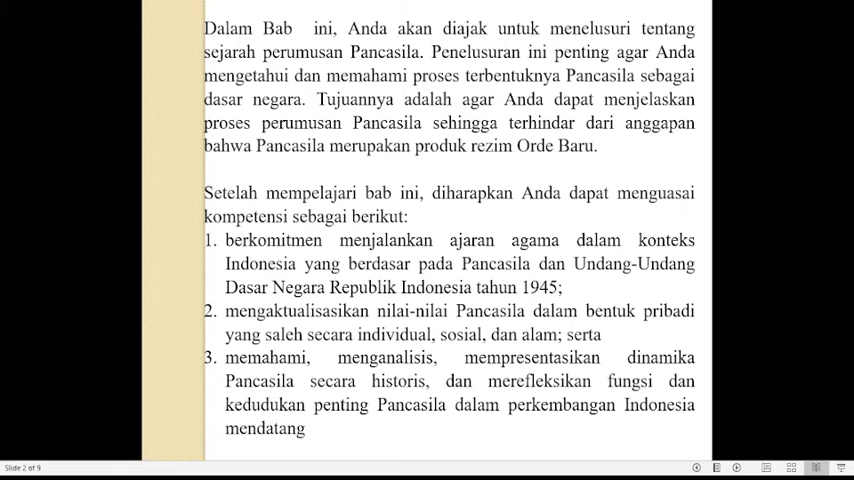 Dalam Bab ini, Anda akan diajak untuk menelusuri tentang
sejarah perumusan Pancasila. Penelusuran ini penting agar Anda
mengetahui dan memahami proses terbentuknya Pancasila sebagai
dasar negara. Tujuannya adalah agar Anda dapat menjelaskan
proses perumusan Pancasila sehingga terhindar dari anggapan
bahwa Pancasila merupakan produk rezim Orde Baru.
Setelah mempelajari bab ini, diharapkan Anda dapat menguasai
kompetensi sebagai berikut:
1. berkomitmen menjalankan ajaran agama dalam konteks
Indonesia yang berdasar pada Pancasila dan Undang-Undang
Dasar Negara Republik Indonesia tahun 1945;
2. mengaktualisasikan nilai-nilai Pancasila dalam bentuk pribadi
yang saleh secara individual, sosial, dan alam; serta
3. memahami, menganalisis, mempresentasikan dinamika
Pancasila secara historis, dan merefleksikan fungsi dan
kedudukan penting Pancasila dalam perkembangan Indonesia
mendatang
Slide 2 of 9